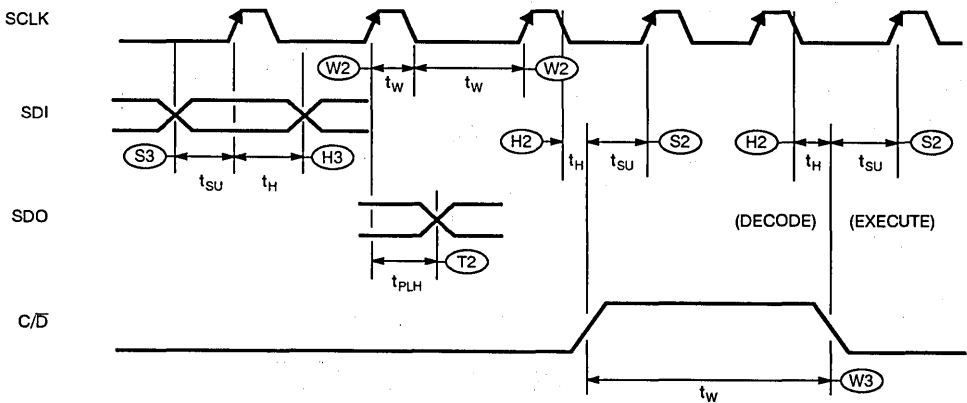 SCLK
W2
tW
tW
W2
SDI
S3
tSU
tH
H3
H2
tH
tSU
S2
H2
tH
tSU
S2
SDO
T2
tPLH
(DECODE)
(EXECUTE)
C/D̅
tW
W3